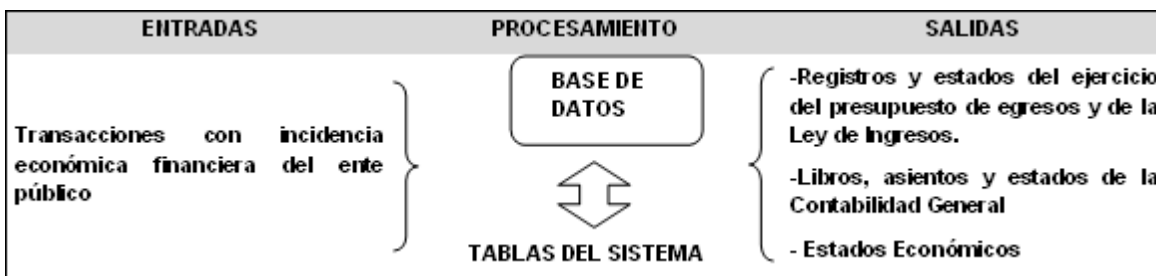 ENTRADAS
PROCESAMIENTO
SALIDAS
Transacciones con incidencia
económica financiera del ente
público
BASE DE
DATOS
TABLAS DEL SISTEMA
-Registros y estados del ejercicio
del presupuesto de egresos y de la
Ley de Ingresos.
-Libros, asientos y estados de la
Contabilidad General
- Estados Económicos